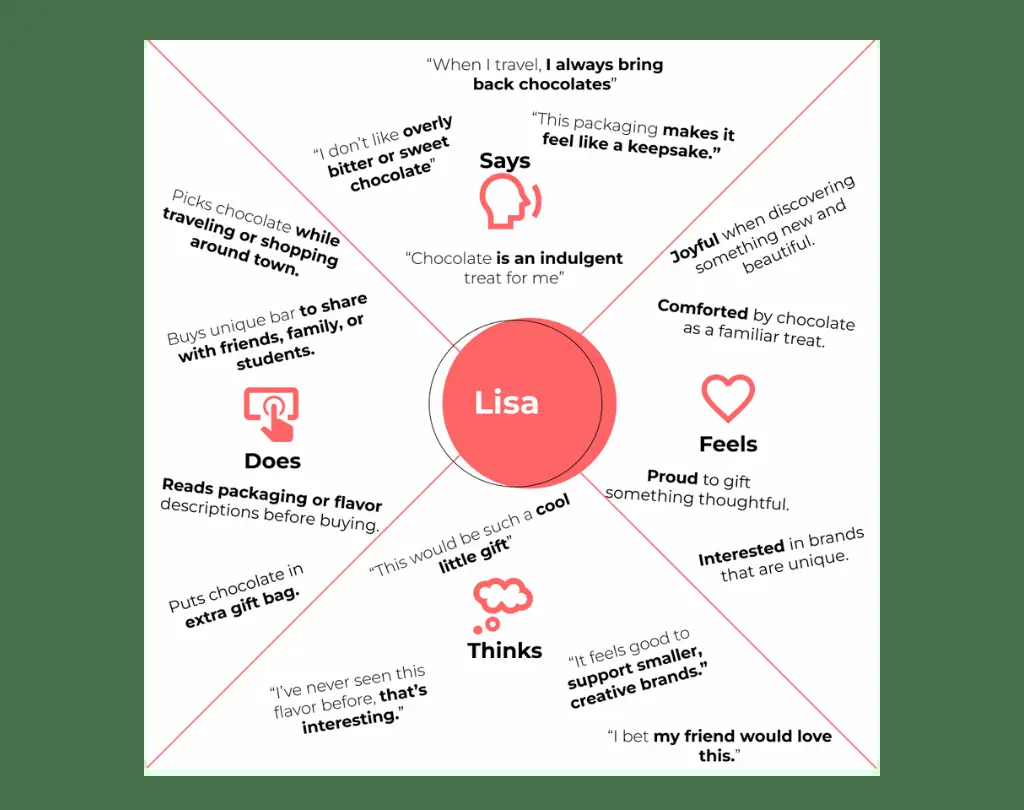 “When I travel, I always bring
back chocolates”
“I don’t like overly
bitter or sweet
chocolate”
“This packaging makes it
feel like a keepsake.”
Says
“Chocolate is an indulgent
treat for me”
Picks chocolate while
traveling or shopping
around town.
Buys unique bar to share
with friends, family, or
students.
Does
Reads packaging or flavor
descriptions before buying.
Puts chocolate in
extra gift bag.
Lisa
Joyful when discovering
something new and
beautiful.
Comforted by chocolate
as a familiar treat.
Feels
Proud to gift
something thoughtful.
Interested in brands
that are unique.
“This would be such a cool
little gift”
Thinks
“I’ve never seen this
flavor before, that’s
interesting.”
“It feels good to
support smaller,
creative brands.”
“I bet my friend would love
this.”